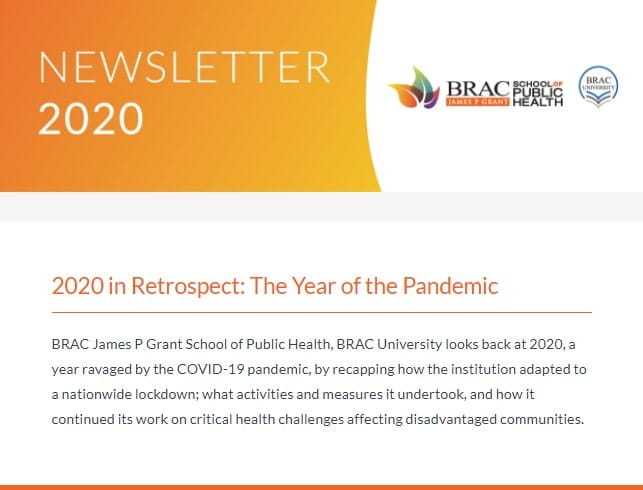 NEWSLETTER
2020
BRAC
JAMES P GRANT
SCHOOL OF
PUBLIC
HEALTH
BRAC
UNIVERSITY
2020 in Retrospect: The Year of the Pandemic
BRAC James P Grant School of Public Health, BRAC University looks back at 2020, a
year ravaged by the COVID-19 pandemic, by recapping how the institution adapted to
a nationwide lockdown; what activities and measures it undertook, and how it
continued its work on critical health challenges affecting disadvantaged communities.